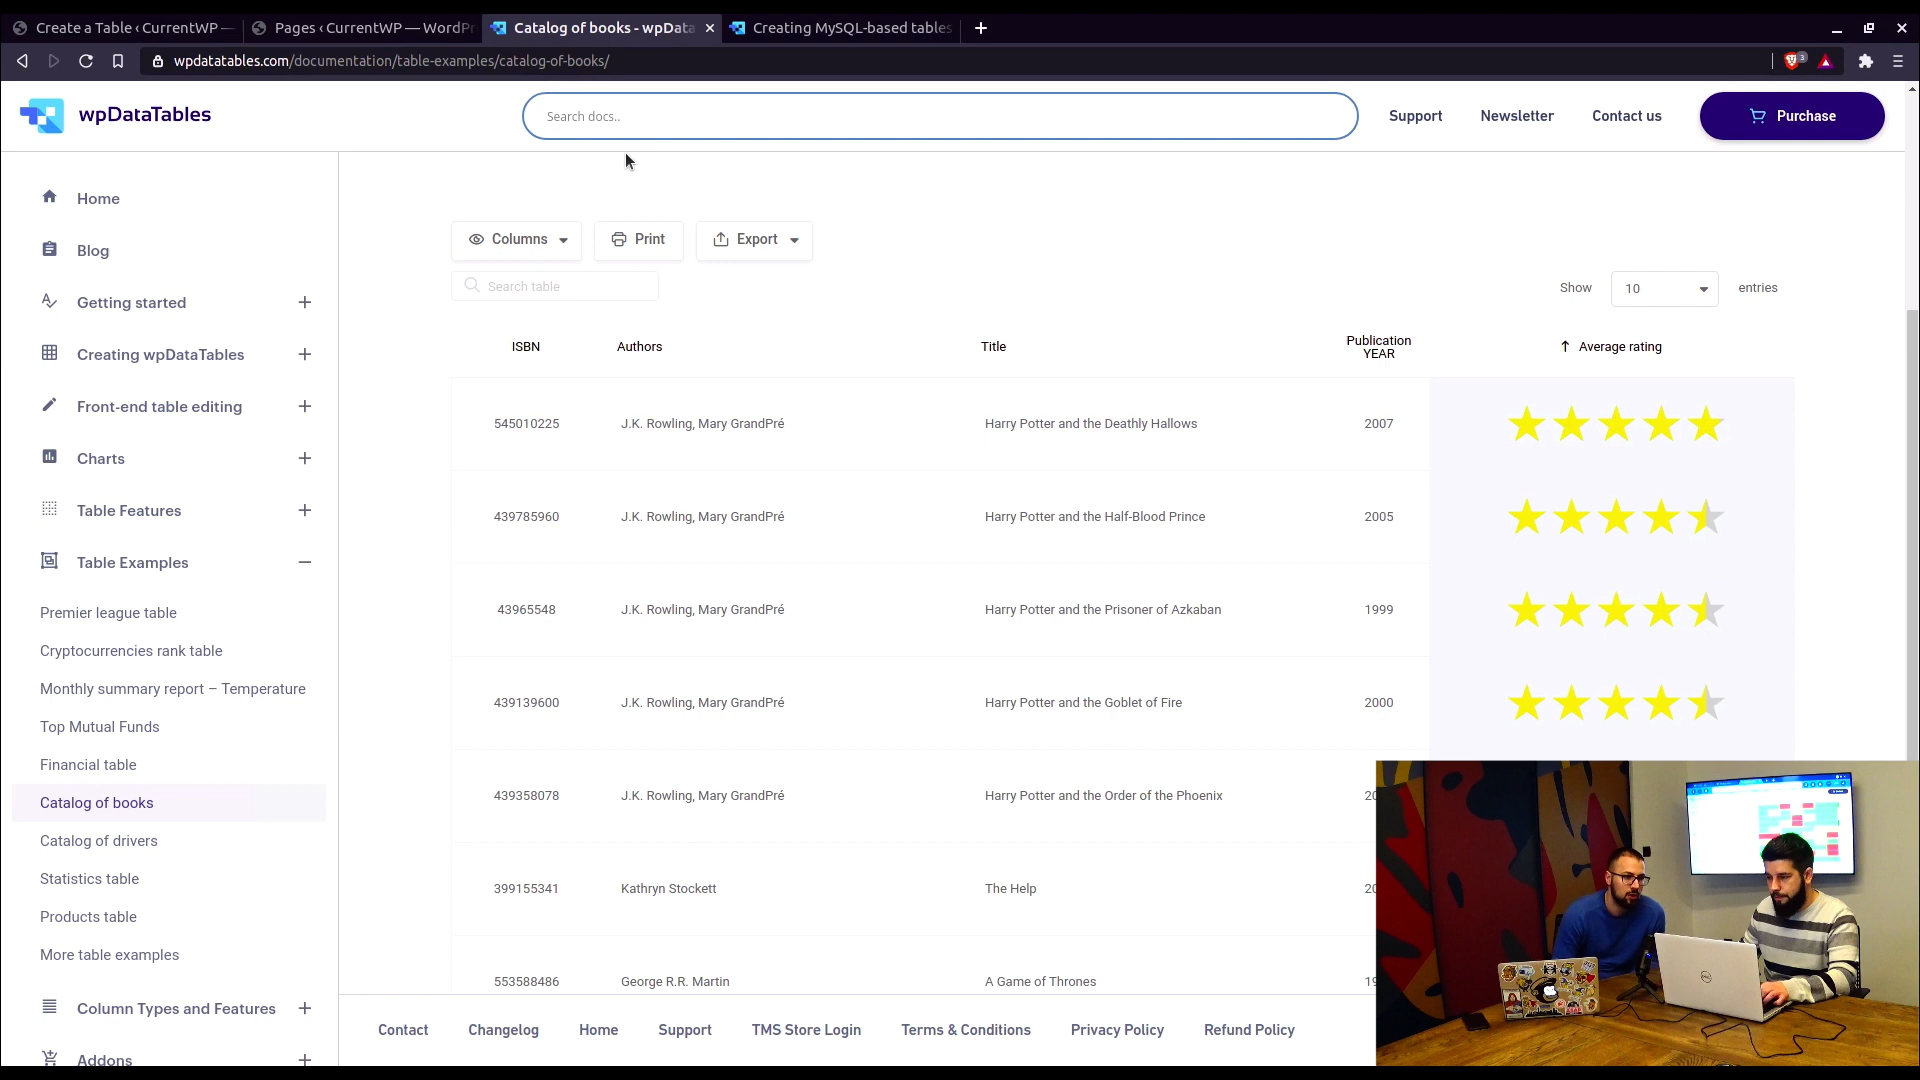 Create a Table ‹ CurrentWP —
Pages ‹ CurrentWP — WordPr
Catalog of books - wpData
Creating MySQL-based tables
wpdatatables.com/documentation/table-examples/catalog-of-books/
3
wpDataTables
Search docs..
Support
Newsletter
Contact us
Purchase
Home
Blog
Getting started
Creating wpDataTables
Front-end table editing
Charts
Table Features
Table Examples
Premier league table
Cryptocurrencies rank table
Monthly summary report – Temperature
Top Mutual Funds
Financial table
Catalog of books
Catalog of drivers
Statistics table
Products table
More table examples
Column Types and Features
Addons
Columns
Print
Export
Search table
Show 10 entries
ISBN Authors Title Publication YEAR Average rating
545010225 J.K. Rowling, Mary GrandPré Harry Potter and the Deathly Hallows 2007
439785960 J.K. Rowling, Mary GrandPré Harry Potter and the Half-Blood Prince 2005
43965548 J.K. Rowling, Mary GrandPré Harry Potter and the Prisoner of Azkaban 1999
439139600 J.K. Rowling, Mary GrandPré Harry Potter and the Goblet of Fire 2000
439358078 J.K. Rowling, Mary GrandPré Harry Potter and the Order of the Phoenix 20
399155341 Kathryn Stockett The Help 20
553588486 George R.R. Martin A Game of Thrones 19
Contact
Changelog
Home
Support
TMS Store Login
Terms & Conditions
Privacy Policy
Refund Policy